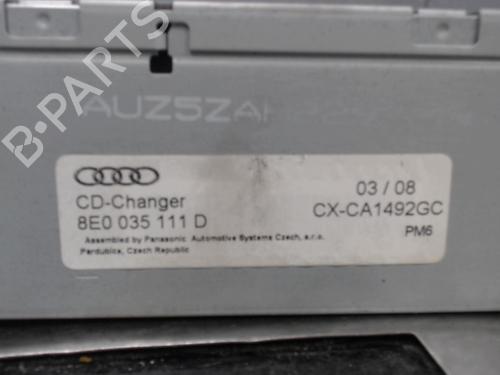 AUZ5ZA
CD-Changer
8E0 035 111 D
Assembled by Panasonic Automotive Systems Czech, s.r.o.
Pardubice, Czech Republic
03 / 08
CX-CA1492GC
PM6
B-PARTS